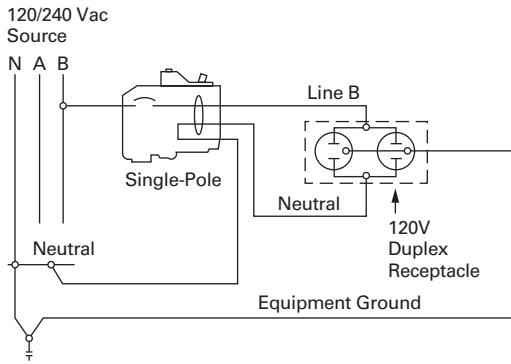 120/240 Vac
Source
N A B
Line B
Single-Pole
Neutral
120V
Duplex
Receptacle
Neutral
Equipment Ground